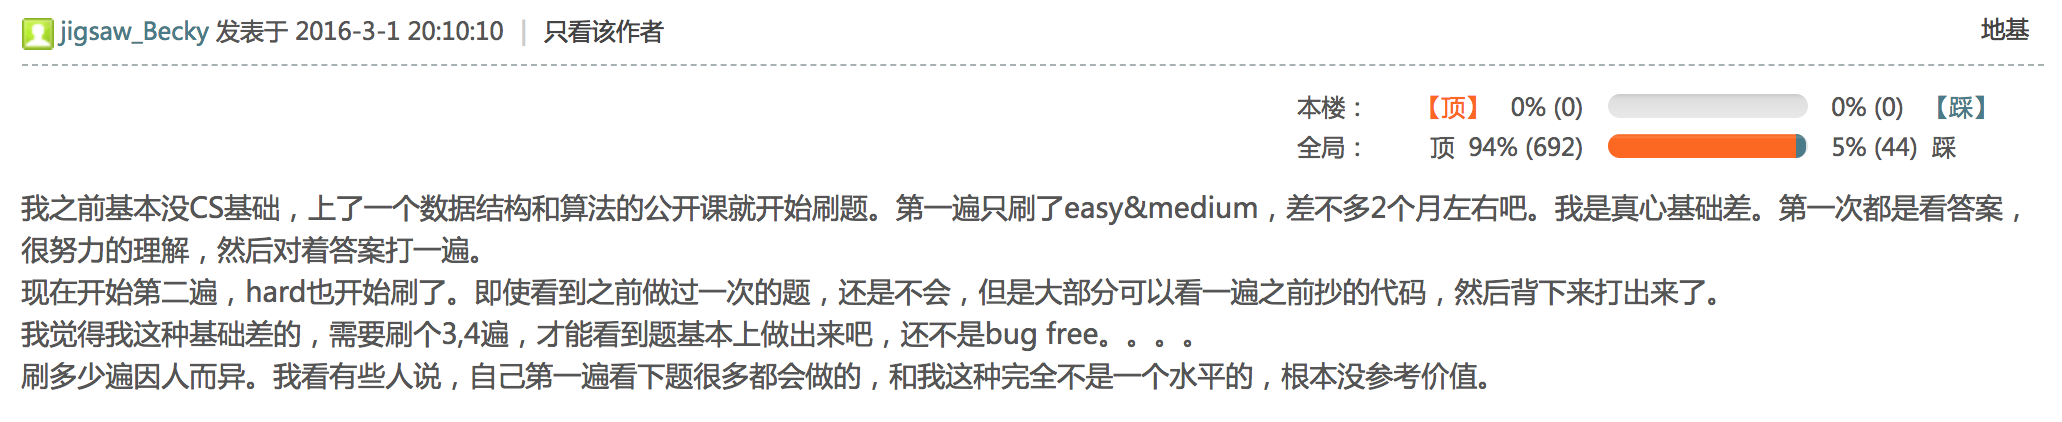 jigsaw_Becky 发表于 2016-3-1 20:10:10 | 只看该作者 地基
本楼： 【顶】 0% (0) 0% (0) 【踩】
全局： 顶 94% (692) 5% (44) 踩
我之前基本没CS基础，上了一个数据结构和算法的公开课就开始刷题。第一遍只刷了easy&medium，差不多2个月左右吧。我是真心基础差。第一次都是看答案，
很努力的理解，然后对着答案打一遍。
现在开始第二遍，hard也开始刷了。即使看到之前做过一次的题，还是不会，但是大部分可以看一遍之前抄的代码，然后背下来打出来了。
我觉得我这种基础差的，需要刷个3,4遍，才能看到题基本上做出来吧，还不是bug free。。。。
刷多少遍因人而异。我看有些人说，自己第一遍看下题很多都会做的，和我这种完全不是一个水平的，根本没参考价值。